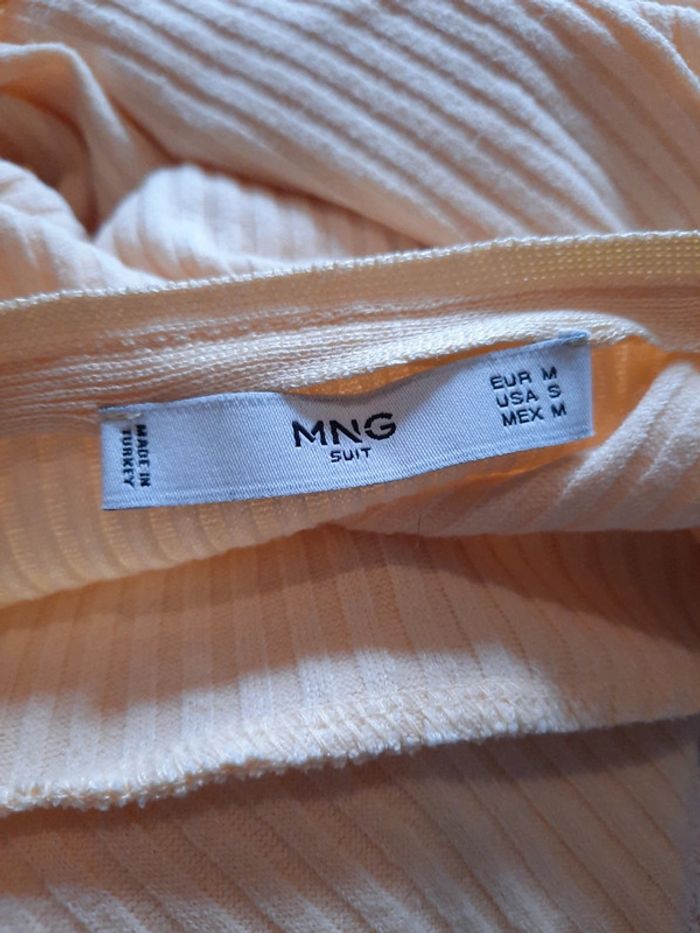 MADE IN
TURKEY
MNG
SUIT
EUR M
USA S
MEX M